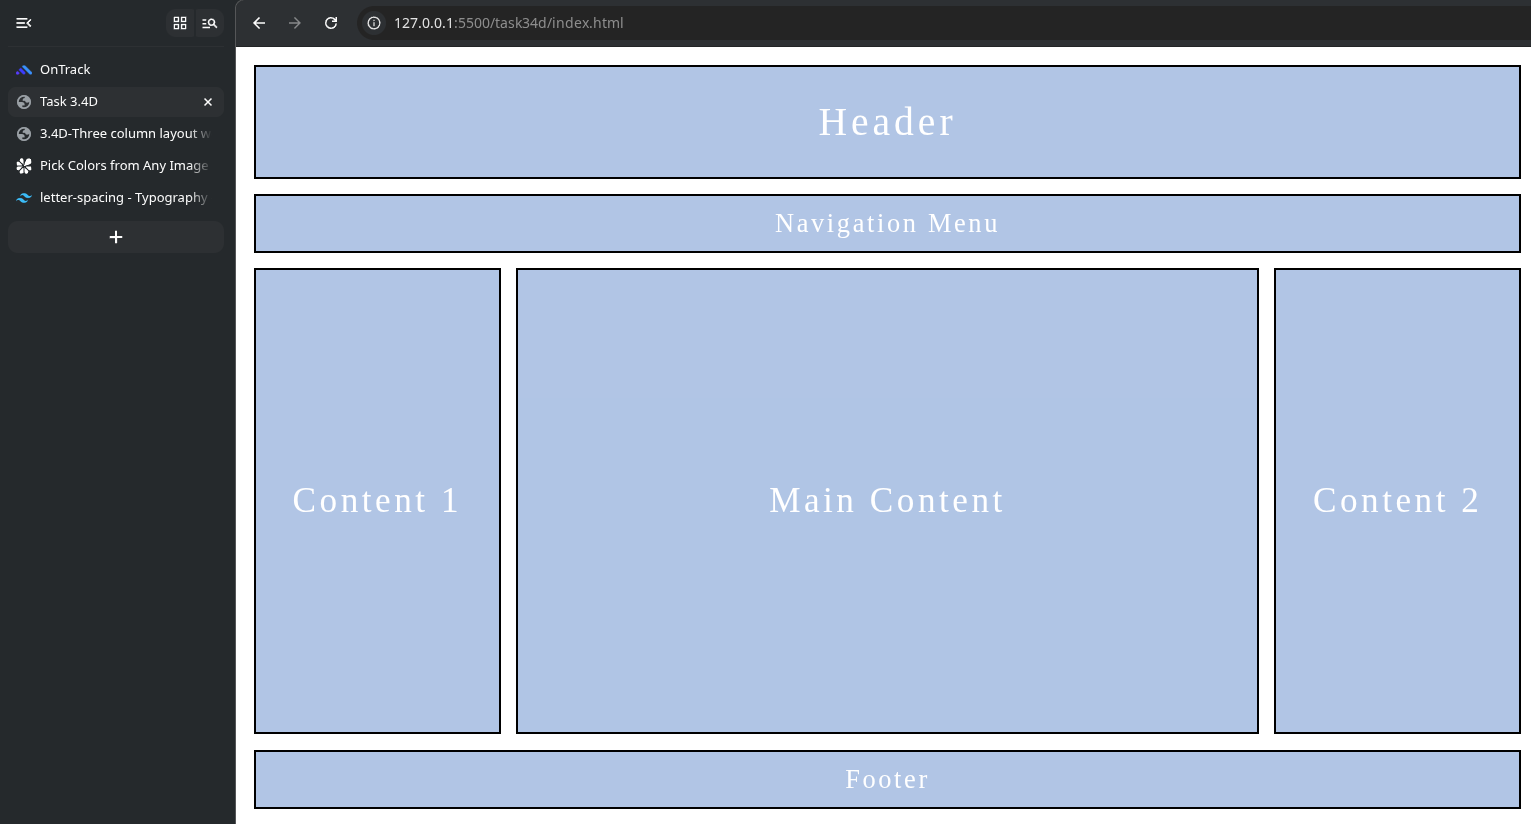 127.0.0.1:5500/task34d/index.html
OnTrack
Task 3.4D
3.4D-Three column layout w
Pick Colors from Any Image
letter-spacing - Typography
Header
Navigation Menu
Content 1
Main Content
Content 2
Footer